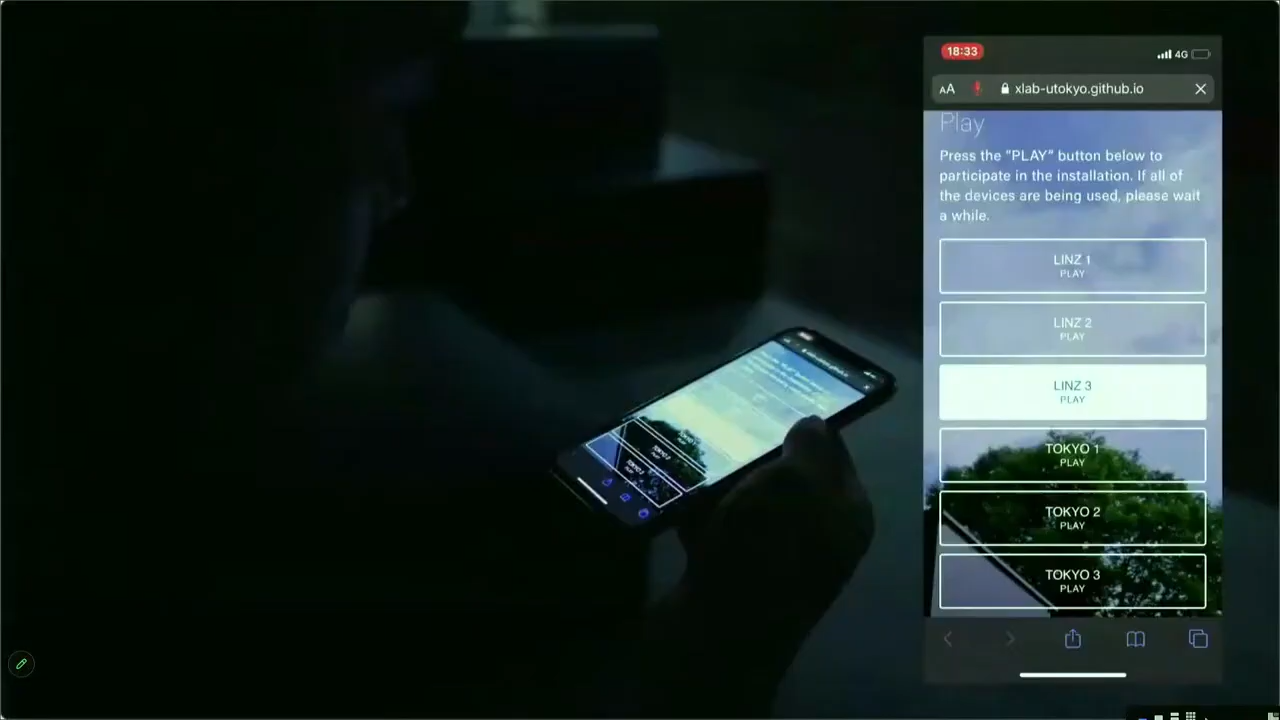 18:33
4G
AA
xlab-utokyo.github.io
Play
Press the "PLAY" button below to
participate in the installation. If all of
the devices are being used, please wait
a while.
LINZ 1
PLAY
LINZ 2
PLAY
LINZ 3
PLAY
TOKYO 1
PLAY
TOKYO 2
PLAY
TOKYO 3
PLAY